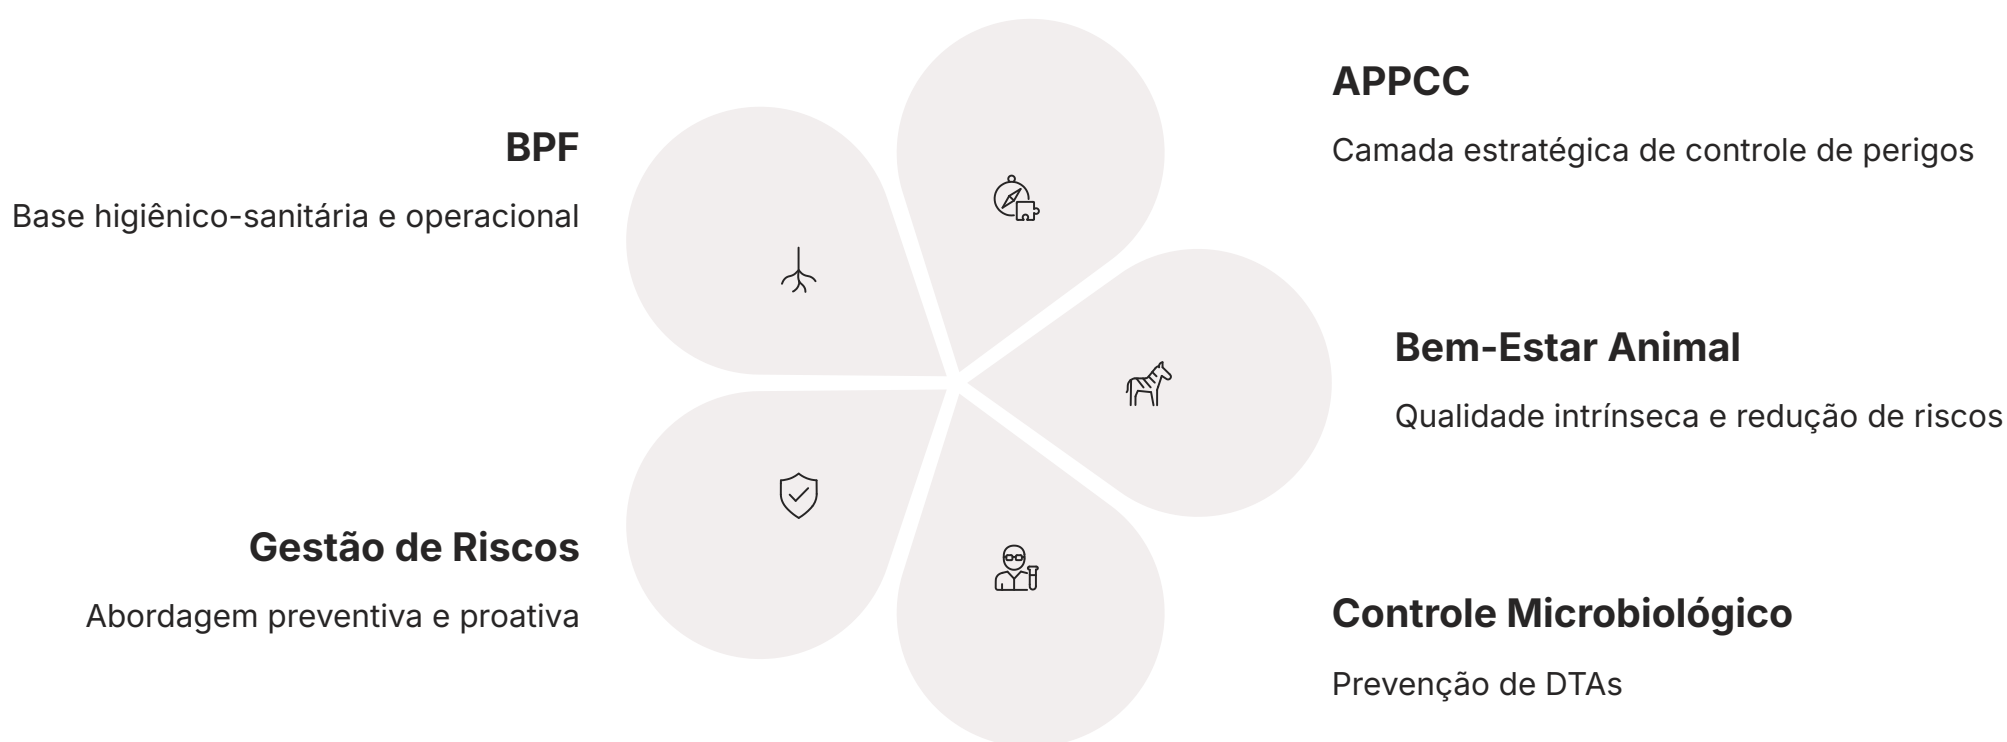 BPF
Base higiênico-sanitária e operacional
APPCC
Camada estratégica de controle de perigos
Bem-Estar Animal
Qualidade intrínseca e redução de riscos
Gestão de Riscos
Abordagem preventiva e proativa
Controle Microbiológico
Prevenção de DTAs